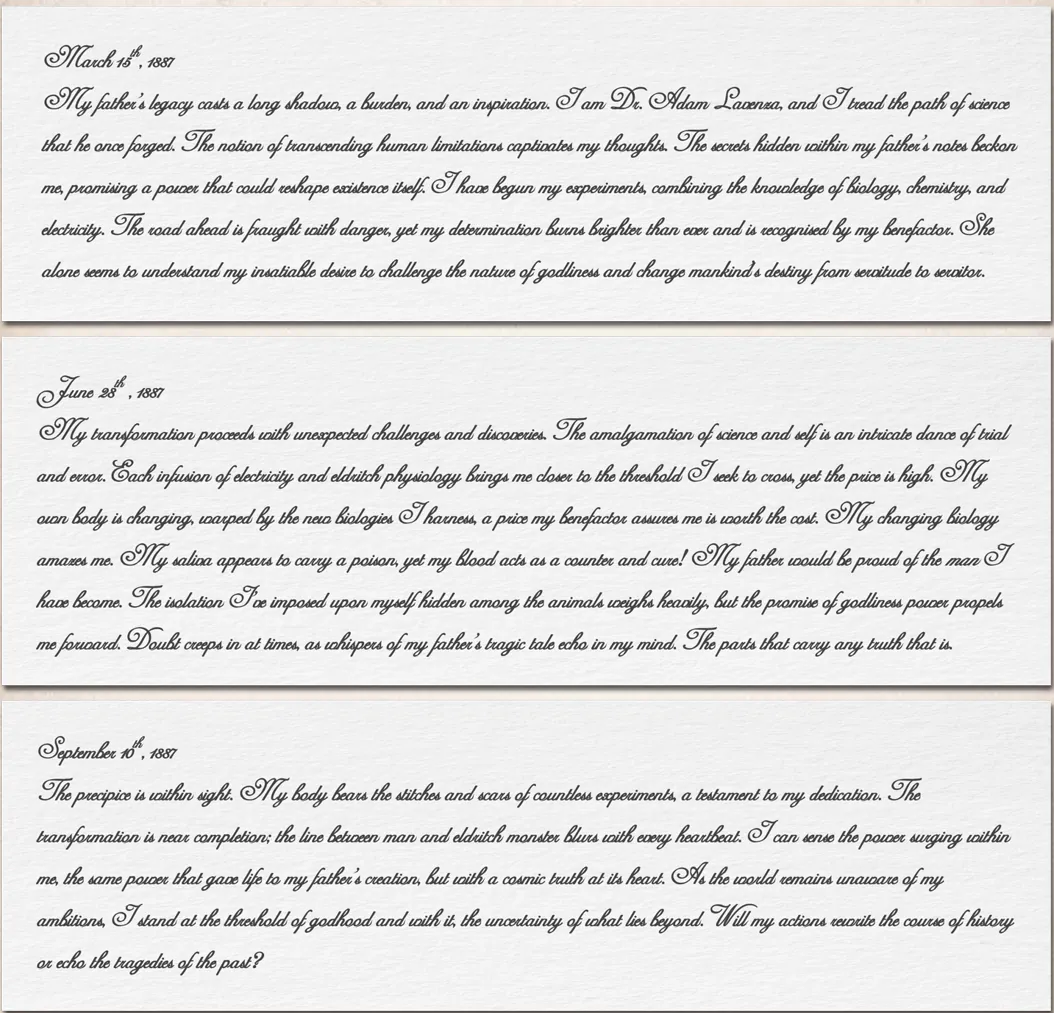 March 15th, 1887
My father's legacy casts a long shadow, a burden, and an inspiration. I am Dr. Adam Lavenza, and I tread the path of science
that he once forged. The notion of transcending human limitations captivates my thoughts. The secrets hidden within my father's notes beckon
me, promising a power that could reshape existence itself. I have begun my experiments, combining the knowledge of biology, chemistry, and
electricity. The road ahead is fraught with danger, yet my determination burns brighter than ever and is recognised by my benefactor. She
alone seems to understand my insatiable desire to challenge the nature of godliness and change mankind's destiny from servitude to servitor.
June 28th, 1887
My transformation proceeds with unexpected challenges and discoveries. The amalgamation of science and self is an intricate dance of trial
and error. Each infusion of electricity and eldritch physiology brings me closer to the threshold I seek to cross, yet the price is high. My
own body is changing, warped by the new biologies I harness, a price my benefactor assures me is worth the cost. My changing biology
amazes me. My saliva appears to carry a poison, yet my blood acts as a counter and cure! My father would be proud of the man I
have become. The isolation I've imposed upon myself hidden among the animals weighs heavily, but the promise of godliness power propels
me forward. Doubt creeps in at times, as whispers of my father's tragic tale echo in my mind. The parts that carry any truth that is.
September 10th, 1887
The precipice is within sight. My body bears the stitches and scars of countless experiments, a testament to my dedication. The
transformation is near completion; the line between man and eldritch monster blurs with every heartbeat. I can sense the power surging within
me, the same power that gave life to my father's creation, but with a cosmic truth at its heart. As the world remains unaware of my
ambitions, I stand at the threshold of godhood and with it, the uncertainty of what lies beyond. Will my actions rewrite the course of history
or echo the tragedies of the past?